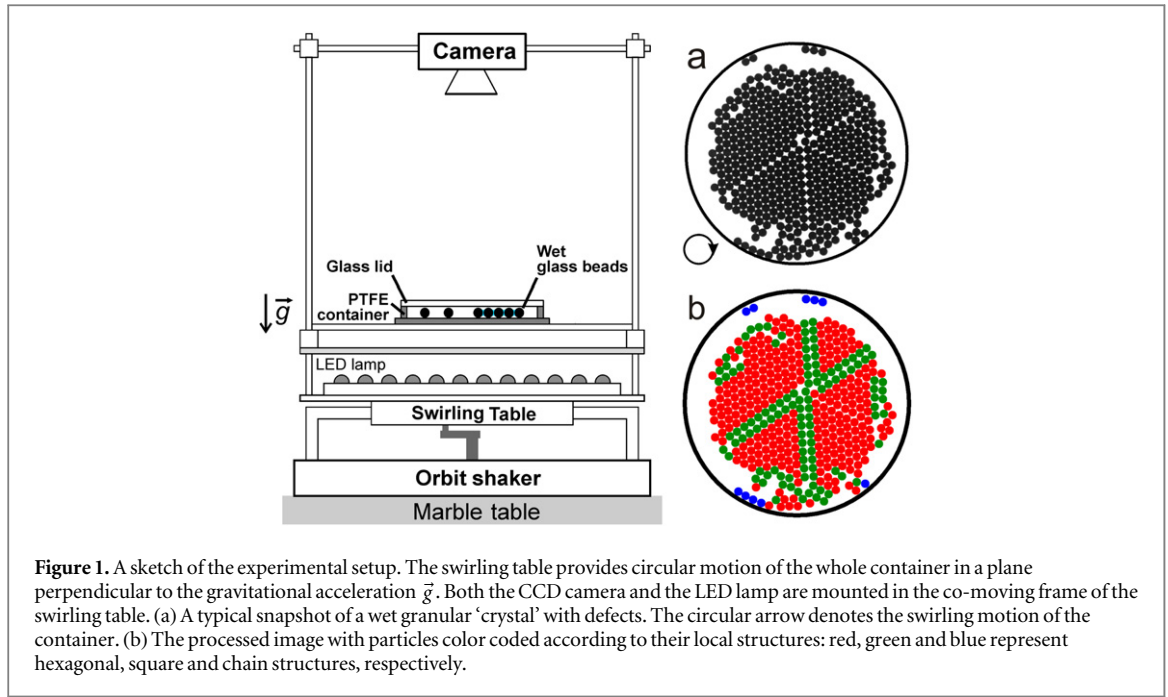 Camera
a
Glass lid
Wet
glass beads
PTFE
container
g
b
LED lamp
Swirling Table
Orbit shaker
Marble table
Figure 1. A sketch of the experimental setup. The swirling table provides circular motion of the whole container in a plane
perpendicular to the gravitational acceleration g⃗. Both the CCD camera and the LED lamp are mounted in the co-moving frame of the
swirling table. (a) A typical snapshot of a wet granular ‘crystal’ with defects. The circular arrow denotes the swirling motion of the
container. (b) The processed image with particles color coded according to their local structures: red, green and blue represent
hexagonal, square and chain structures, respectively.